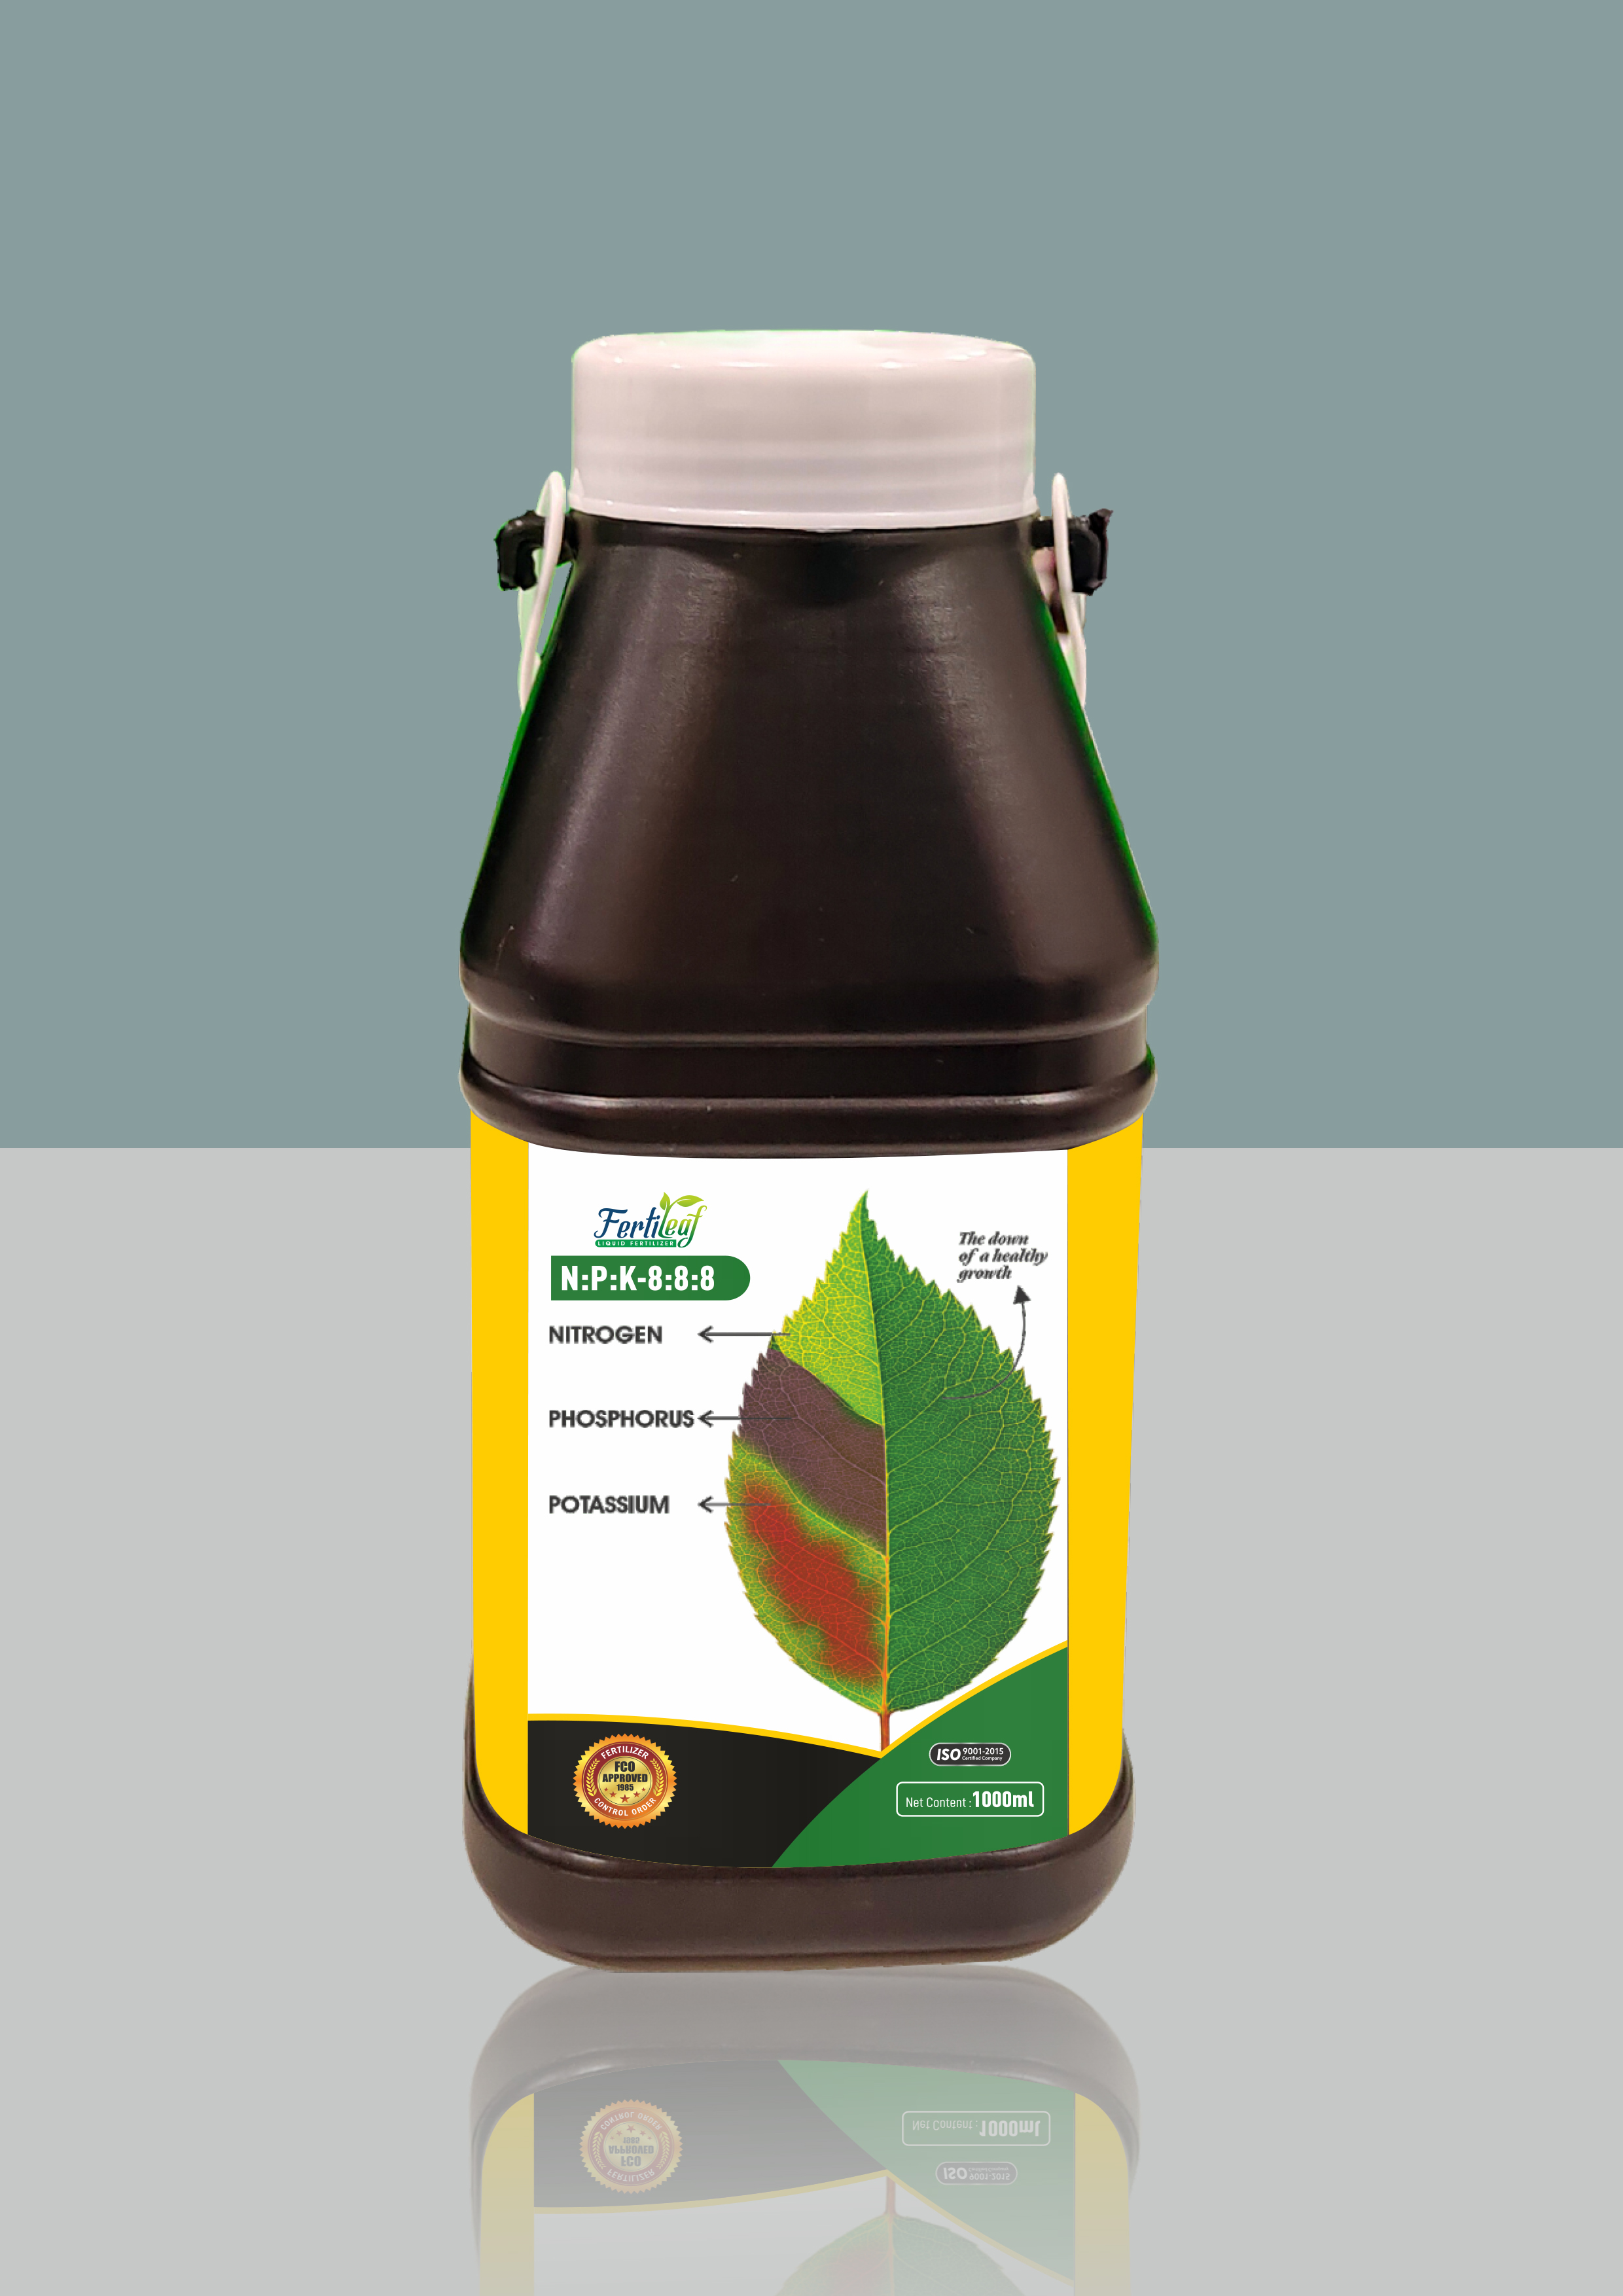 Fertileaf
LIQUID FERTILIZER
N:P:K-8:8:8
The down
of a healthy
growth
NITROGEN
PHOSPHORUS
POTASSIUM
FERTILIZER
FCO
APPROVED
1985
CONTROL ORDER
ISO 9001-2015
Certified Company
Net Content : 1000ml